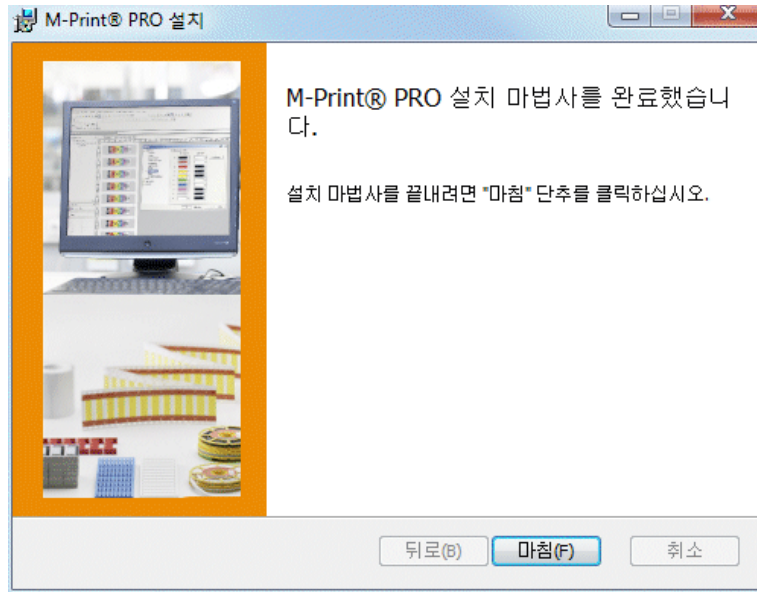 M-Print® PRO 설치
M-Print® PRO 설치 마법사를 완료했습니
다.
설치 마법사를 끝내려면 "마침" 단추를 클릭하십시오.
뒤로(B)
마침(F)
취소